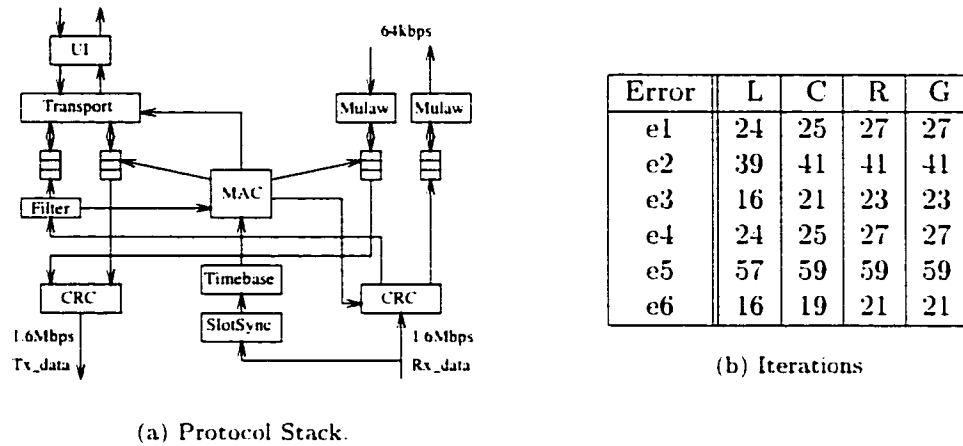 UI
64kbps
Transport
Mulaw
Mulaw
MAC
Filter
Timebase
CRC
CRC
SlotSync
1.6Mbps
1.6Mbps
Tx_data
Rx_data
(a) Protocol Stack.
Error L C R G
e1 24 25 27 27
e2 39 41 41 41
e3 16 21 23 23
e4 24 25 27 27
e5 57 59 59 59
e6 16 19 21 21
(b) Iterations